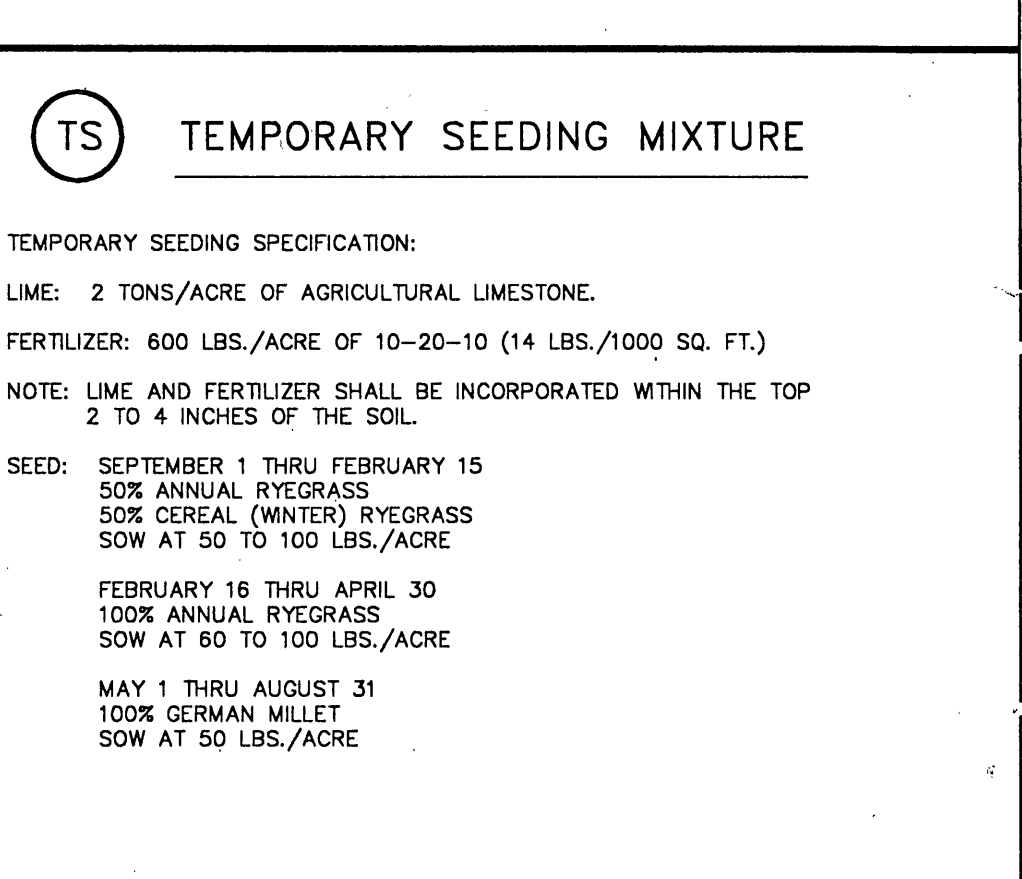 TS TEMPORARY SEEDING MIXTURE
TEMPORARY SEEDING SPECIFICATION:
LIME: 2 TONS/ACRE OF AGRICULTURAL LIMESTONE.
FERTILIZER: 600 LBS./ACRE OF 10-20-10 (14 LBS./1000 SQ. FT.)
NOTE: LIME AND FERTILIZER SHALL BE INCORPORATED WITHIN THE TOP
2 TO 4 INCHES OF THE SOIL.
SEED: SEPTEMBER 1 THRU FEBRUARY 15
50% ANNUAL RYEGRASS
50% CEREAL (WINTER) RYEGRASS
SOW AT 50 TO 100 LBS./ACRE
FEBRUARY 16 THRU APRIL 30
100% ANNUAL RYEGRASS
SOW AT 60 TO 100 LBS./ACRE
MAY 1 THRU AUGUST 31
100% GERMAN MILLET
SOW AT 50 LBS./ACRE